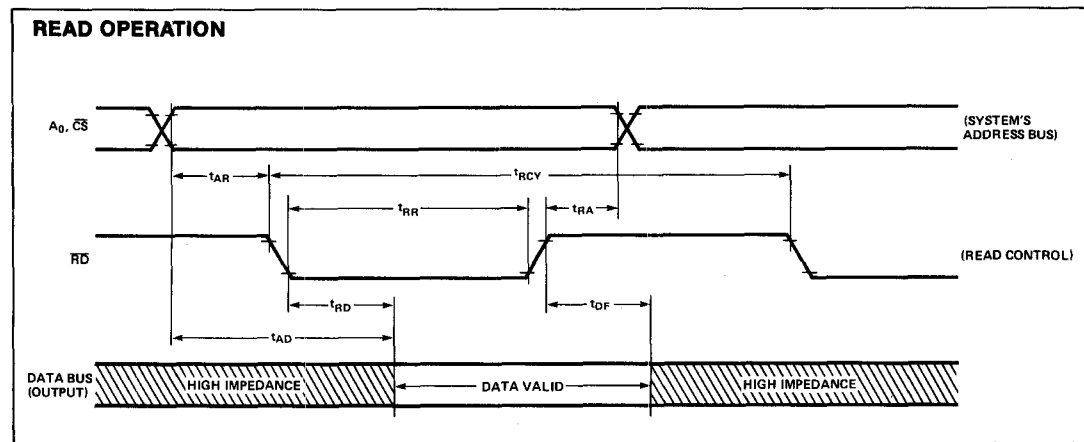 READ OPERATION
A0, CS
(SYSTEM'S
ADDRESS BUS)
tAR
tRCY
tRR
tRA
RD
(READ CONTROL)
tRD
tDF
tAD
DATA BUS
(OUTPUT)
HIGH IMPEDANCE
DATA VALID
HIGH IMPEDANCE